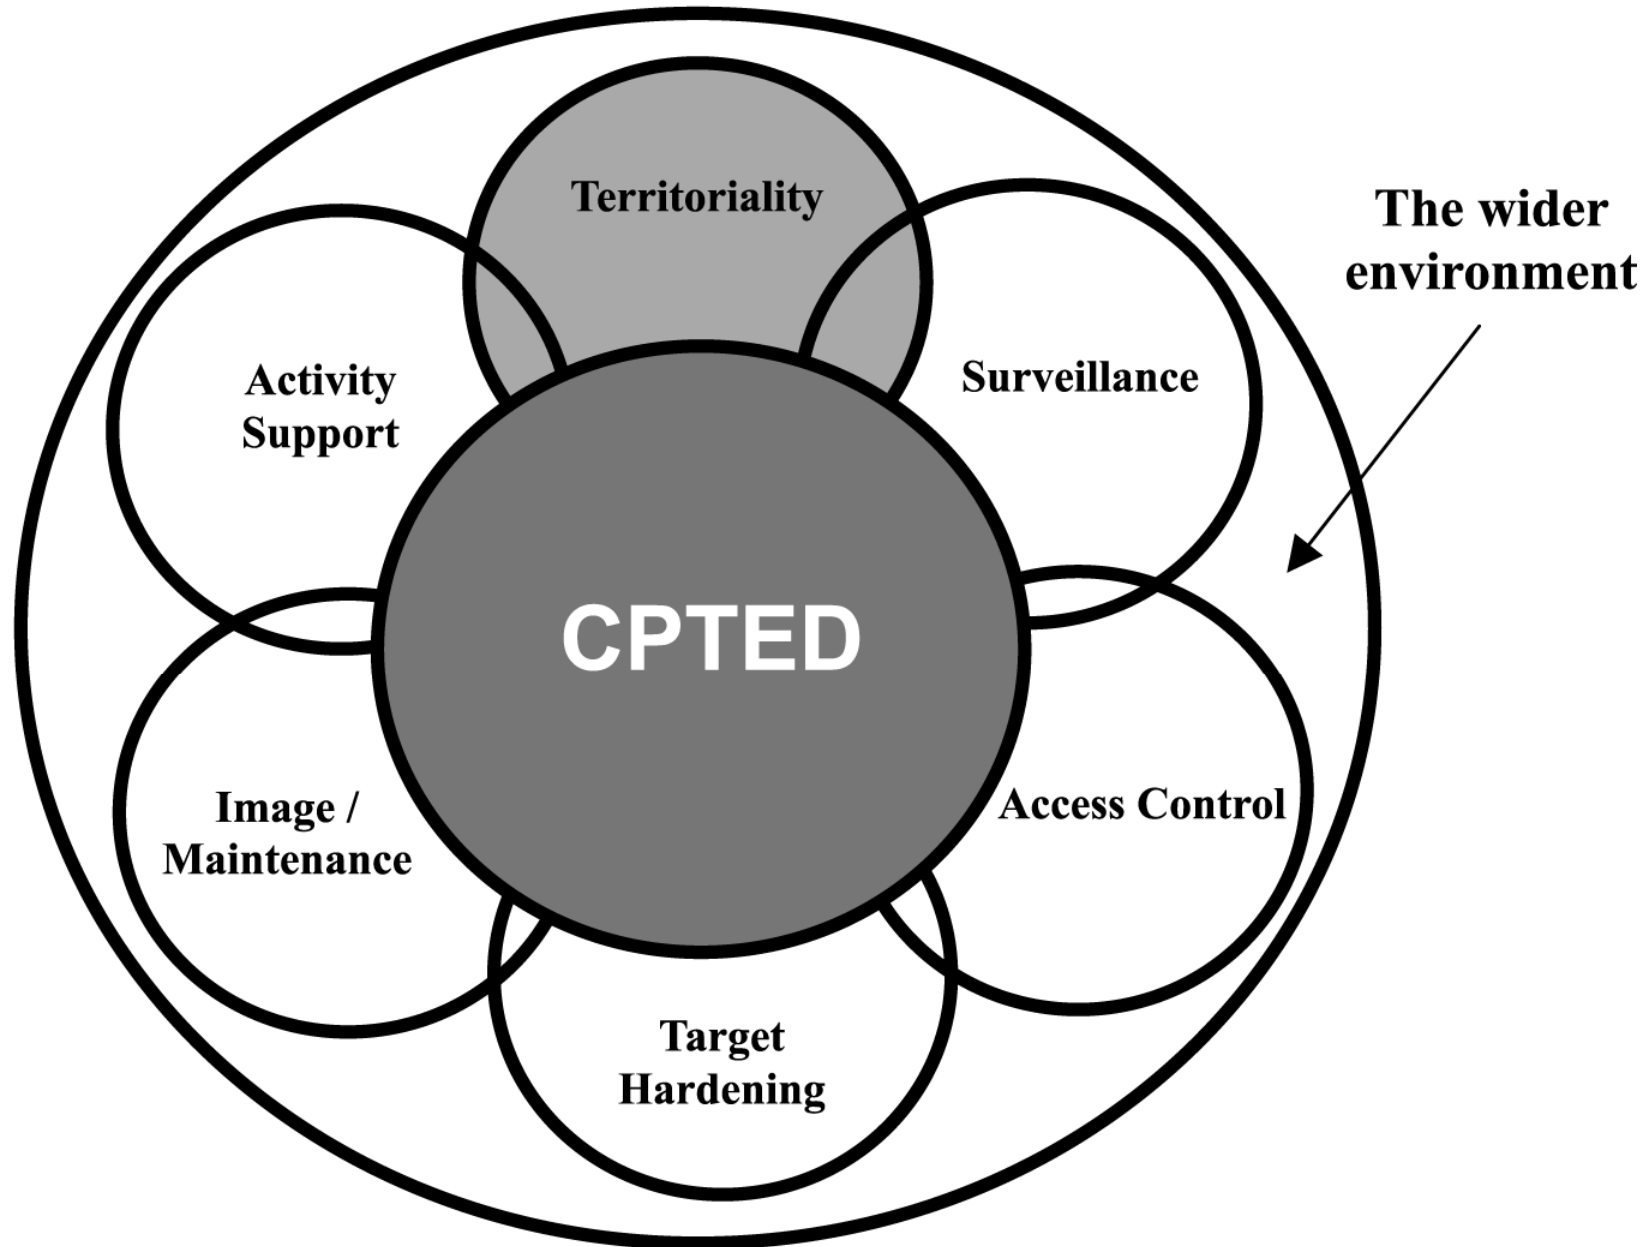 Territoriality
The wider
environment
Surveillance
Activity
Support
CPTED
Access Control
Image /
Maintenance
Target
Hardening